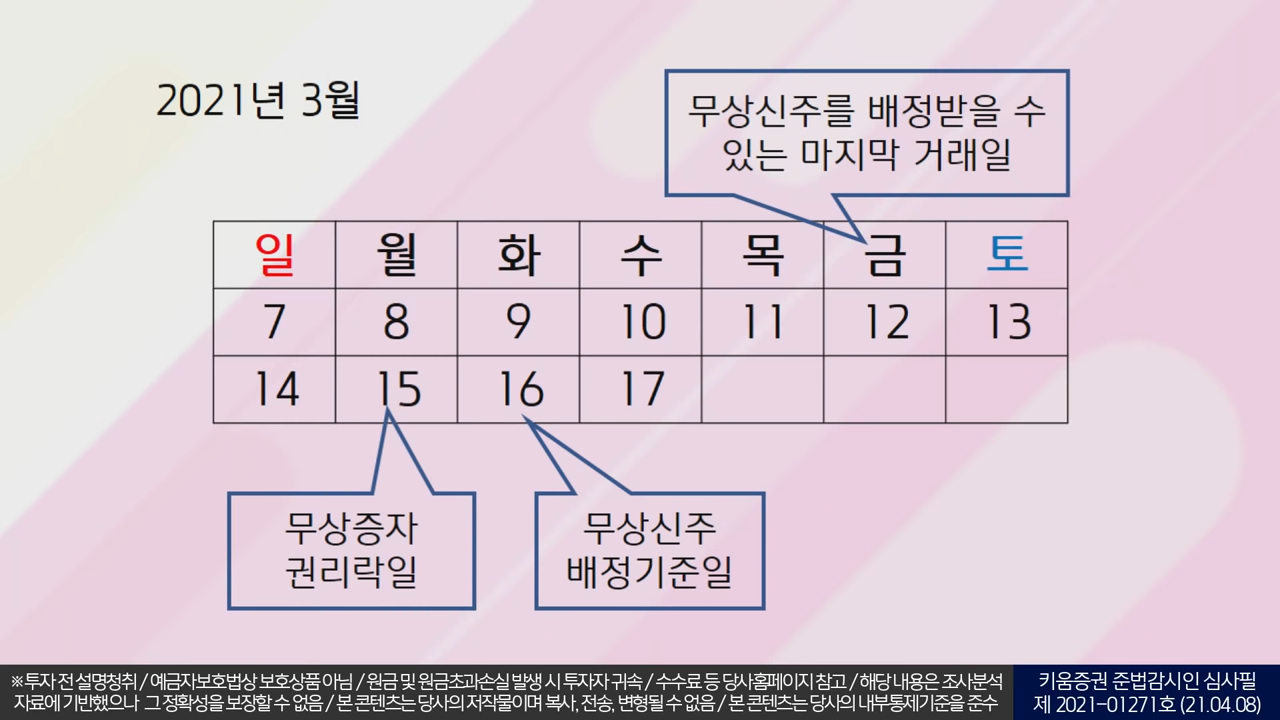 2021년 3월
무상신주를 배정받을 수
있는 마지막 거래일
일 월 화 수 목 금 토
7 8 9 10 11 12 13
14 15 16 17
무상증자
권리락일
무상신주
배정기준일
※투자 전 설명청취 / 예금자보호법상 보호상품 아님 / 원금 및 원금초과손실 발생 시 투자자 귀속 / 수수료 등 당사홈페이지 참고 / 해당 내용은 조사분석
자료에 기반했으나 그 정확성을 보장할 수 없음 / 본 콘텐츠는 당사의 저작물이며 복사, 전송, 변형될 수 없음 / 본 콘텐츠는 당사의 내부통제기준을 준수
키움증권 준법감시인 심사필
제 2021-01271호 (21.04.08)